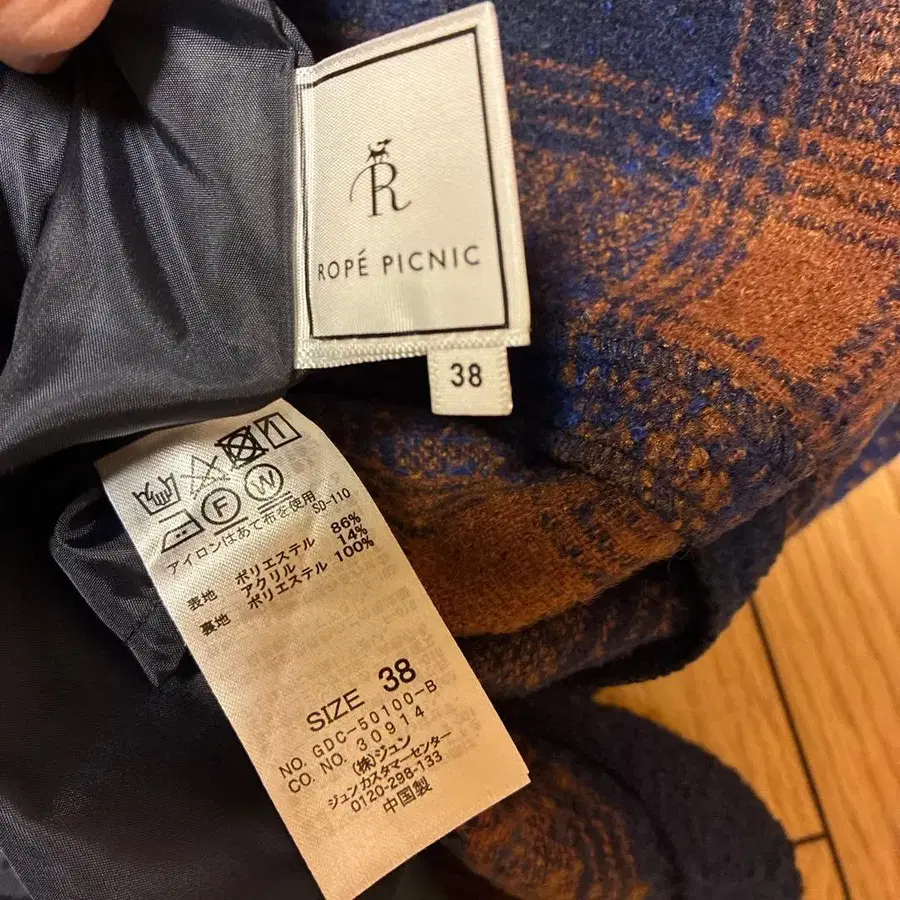 R
ROPÉ PICNIC
38
F W
アイロンはあて布を使用
SD-110
表地 ポリエステル 86%
アクリル 14%
裏地 ポリエステル 100%
SIZE 38
NO. GDC-50100-B
CO. NO. 30914
(株)ジュン
ジュンカスタマーセンター
0120-298-133
中国製